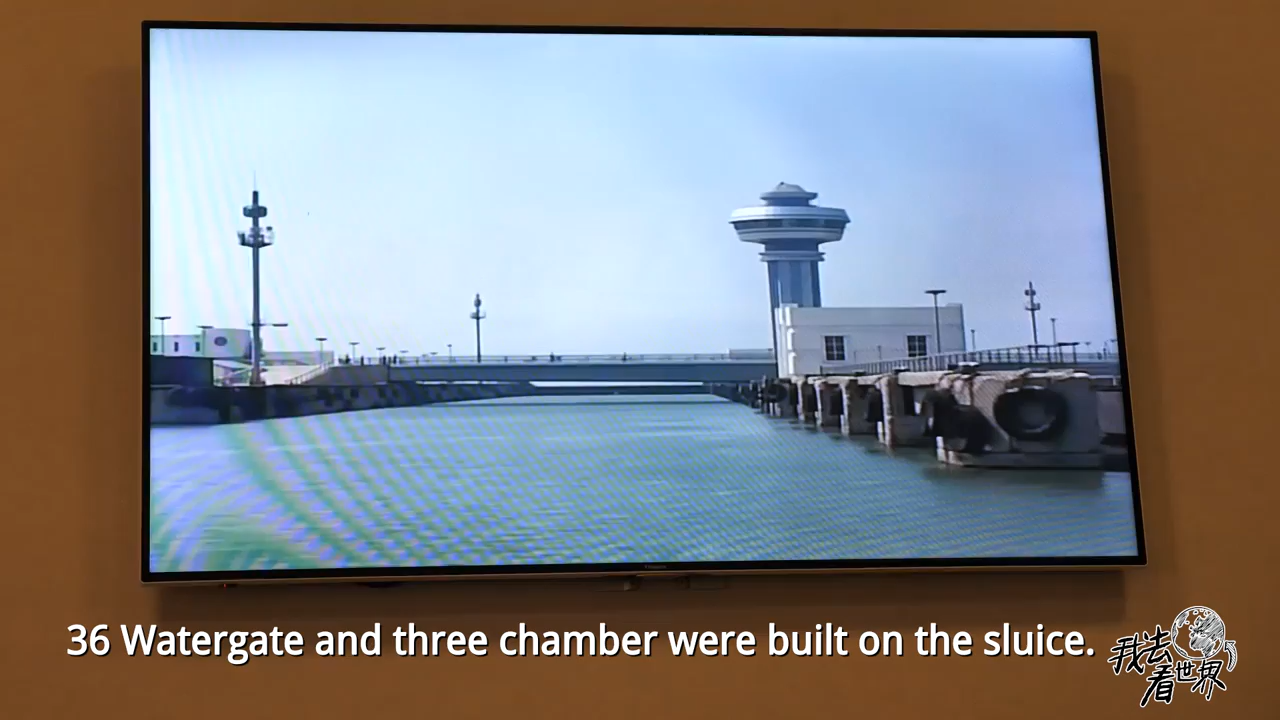 36 Watergate and three chamber were built on the sluice.
我去
看世界